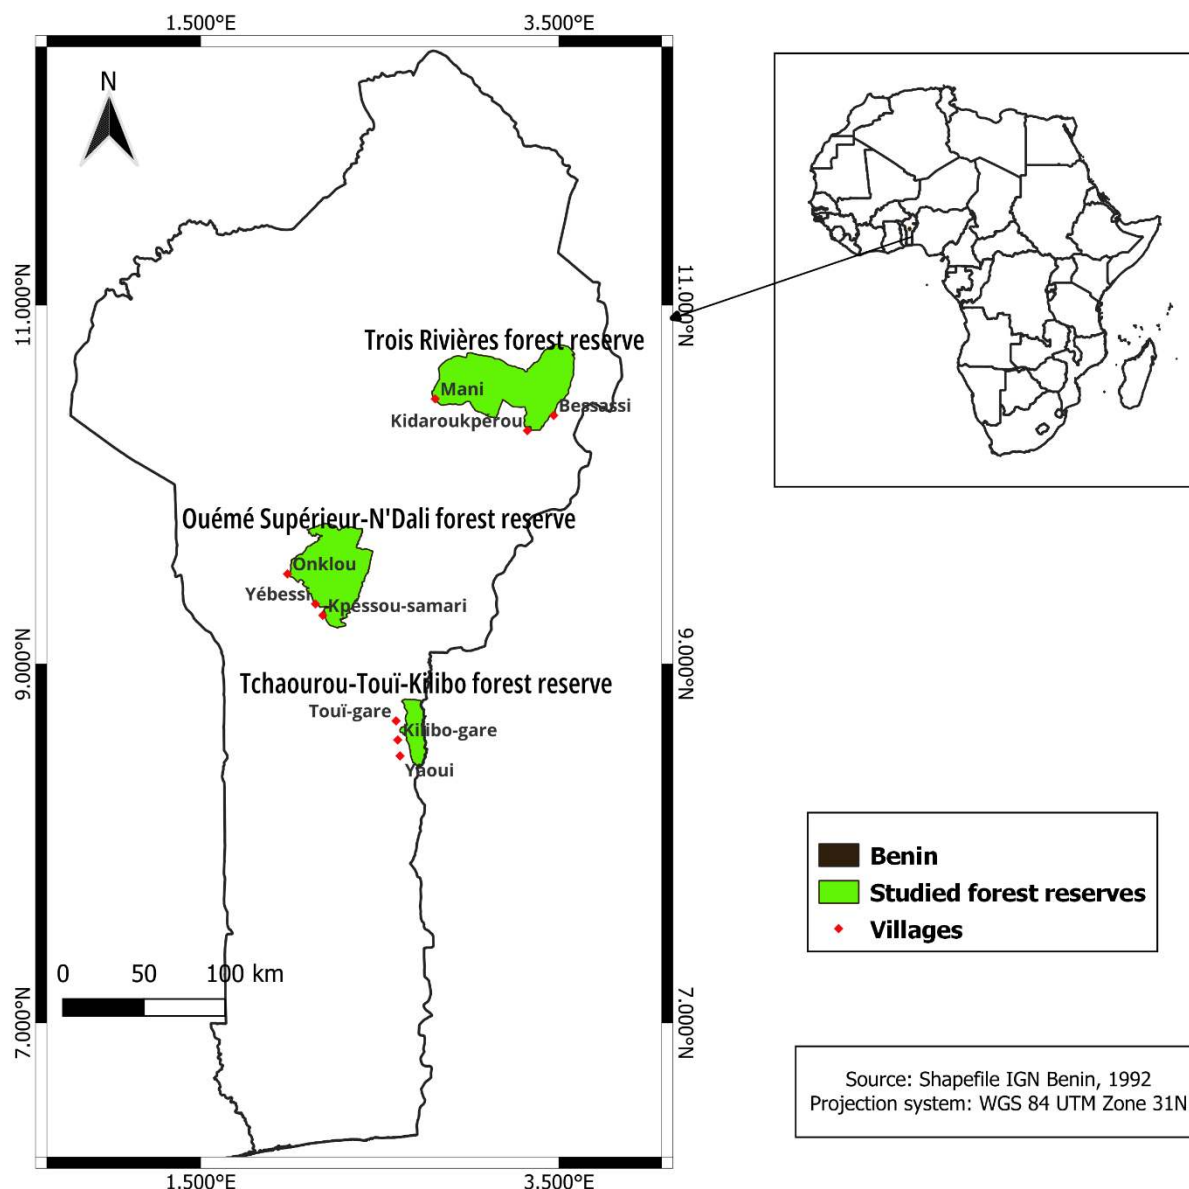 1.500°E
3.500°E
N
11.000°N
11.000°N
Trois Rivières forest reserve
Mani
Bessassi
Kidaroukpérou
Ouémé Supérieur-N'Dali forest reserve
Onklou
Yébessi
Kpessou-samari
9.000°N
9.000°N
Tchaourou-Touï-Kilibo forest reserve
Touï-gare
Kilibo-gare
Yaoui
Benin
Studied forest reserves
Villages
0 50 100 km
7.000°N
7.000°N
Source: Shapefile IGN Benin, 1992
Projection system: WGS 84 UTM Zone 31N
1.500°E
3.500°E